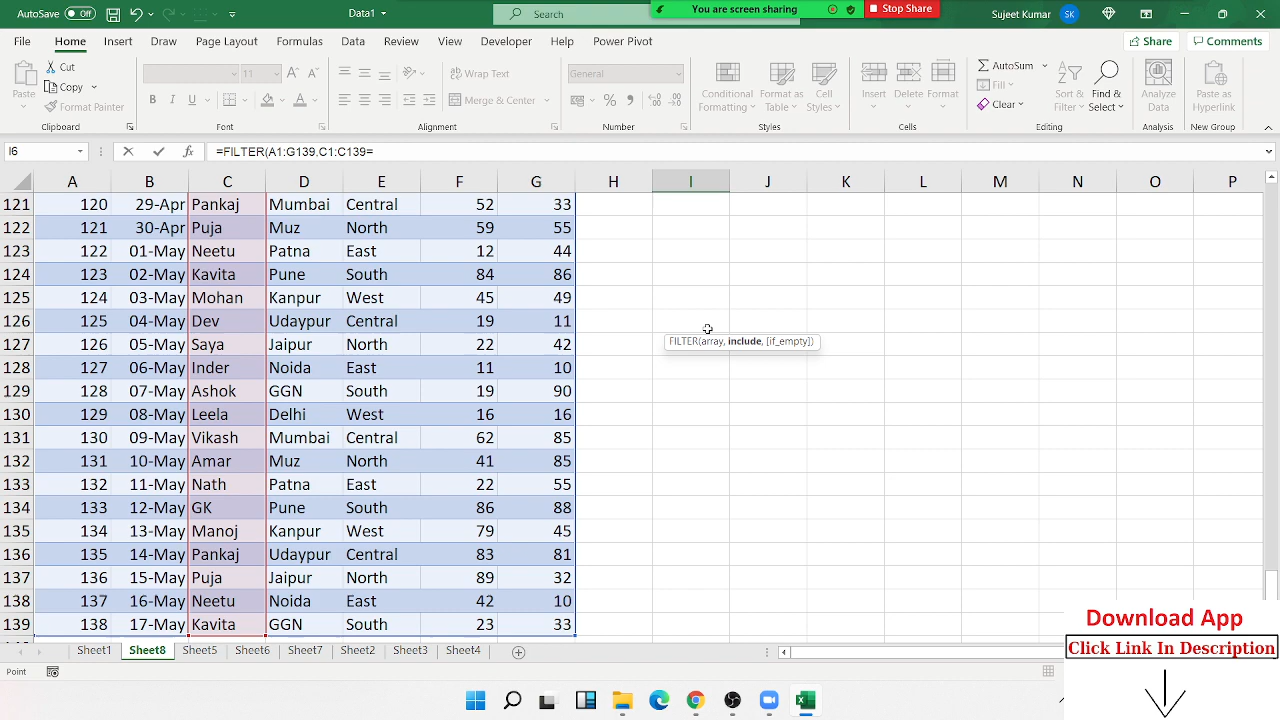 AutoSave Off Data1 Search You are screen sharing Stop Share Sujeet Kumar SK
File Home Insert Draw Page Layout Formulas Data Review View Developer Help Power Pivot Share Comments
Paste Cut Copy Format Painter Clipboard
11 B I U Font
Wrap Text Merge & Center Alignment
General % Number
Conditional Formatting Format as Table Cell Styles Styles
Insert Delete Format Cells
AutoSum Fill Clear Sort & Filter Find & Select Editing
Analyze Data Analysis
Paste as Hyperlink New Group
I6 fx =FILTER(A1:G139,C1:C139=
A B C D E F G H I J K L M N O P
121 120 29-Apr Pankaj Mumbai Central 52 33
122 121 30-Apr Puja Muz North 59 55
123 122 01-May Neetu Patna East 12 44
124 123 02-May Kavita Pune South 84 86
125 124 03-May Mohan Kanpur West 45 49
126 125 04-May Dev Udaypur Central 19 11
127 126 05-May Saya Jaipur North 22 42
FILTER(array, include, [if_empty])
128 127 06-May Inder Noida East 11 10
129 128 07-May Ashok GGN South 19 90
130 129 08-May Leela Delhi West 16 16
131 130 09-May Vikash Mumbai Central 62 85
132 131 10-May Amar Muz North 41 85
133 132 11-May Nath Patna East 22 55
134 133 12-May GK Pune South 86 88
135 134 13-May Manoj Kanpur West 79 45
136 135 14-May Pankaj Udaypur Central 83 81
137 136 15-May Puja Jaipur North 89 32
138 137 16-May Neetu Noida East 42 10
139 138 17-May Kavita GGN South 23 33
Download App
Click Link In Description
Sheet1 Sheet8 Sheet5 Sheet6 Sheet7 Sheet2 Sheet3 Sheet4
Point